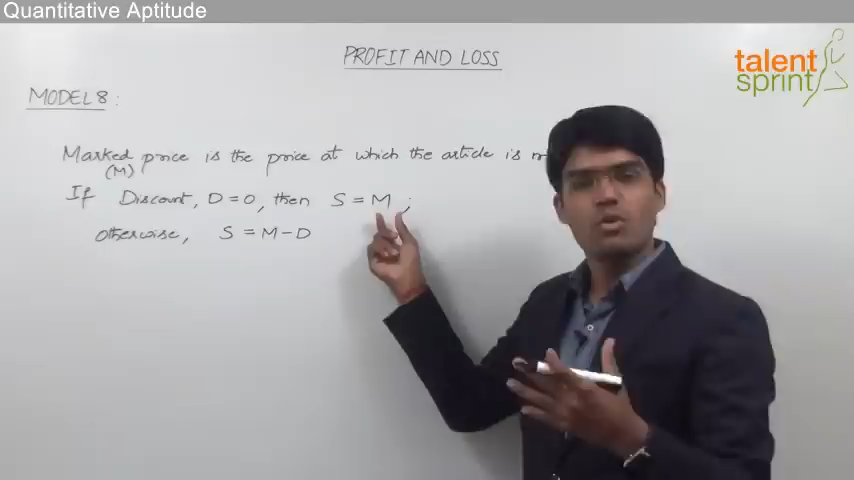 Quantitative Aptitude
PROFIT AND LOSS
talent
sprint
MODEL 8 :
Marked price is the price at which the article is
(M)
If Discount, D = 0, then S = M ;
otherwise, S = M - D